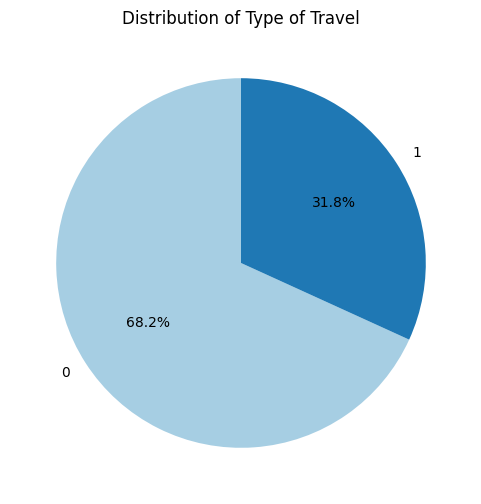 Distribution of Type of Travel
1
31.8%
68.2%
0